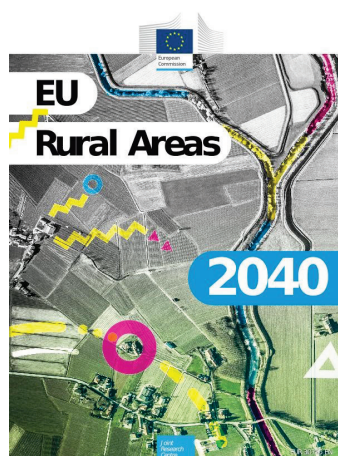 European
Commission
EU
Rural Areas
2040
Joint
Research
Centre